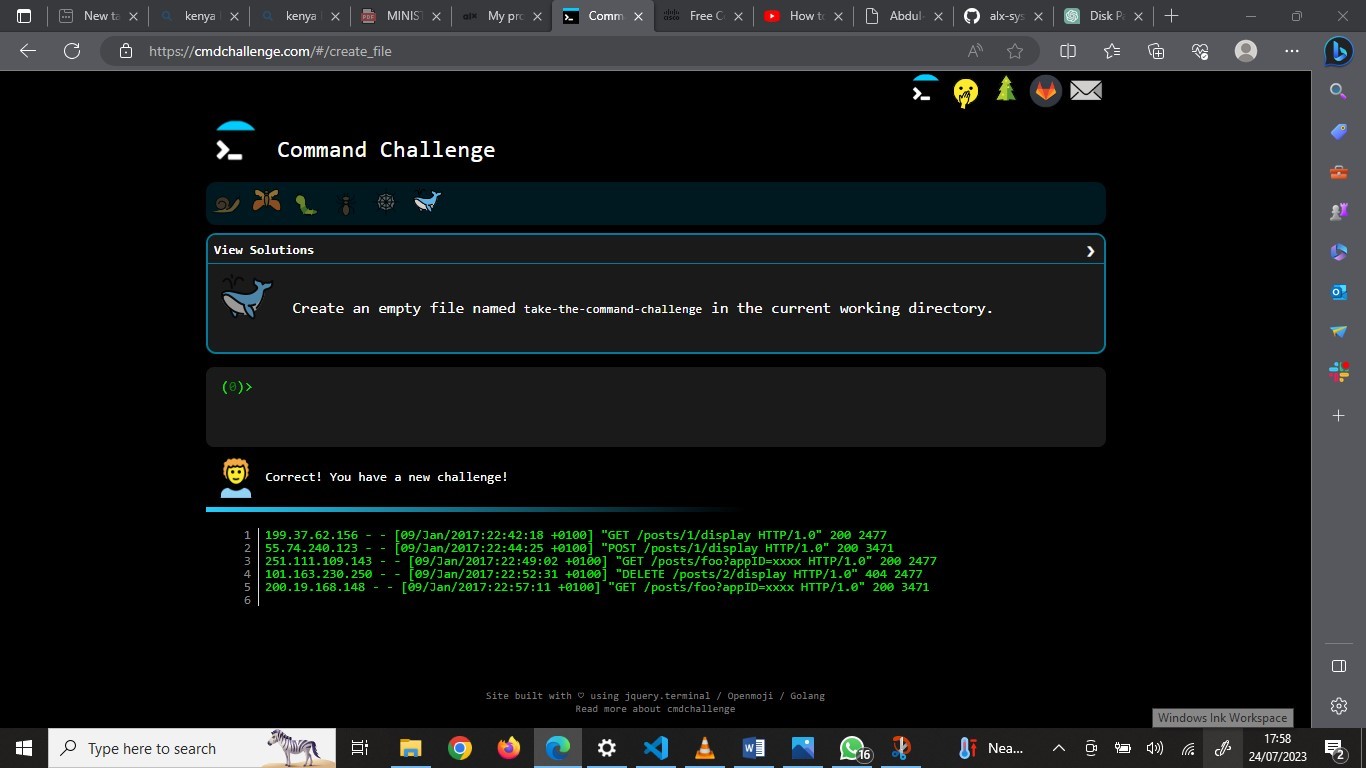 New ta
kenya
kenya
MINIST
alx My pro
Comm
cisco Free C
How to
Abdul-
alx-sys
Disk Pa
https://cmdchallenge.com/#/create_file
Command Challenge
View Solutions
Create an empty file named take-the-command-challenge in the current working directory.
(0)>
Correct! You have a new challenge!
1 199.37.62.156 - - [09/Jan/2017:22:42:18 +0100] "GET /posts/1/display HTTP/1.0" 200 2477
2 55.74.240.123 - - [09/Jan/2017:22:44:25 +0100] "POST /posts/1/display HTTP/1.0" 200 3471
3 251.111.109.143 - - [09/Jan/2017:22:49:02 +0100] "GET /posts/foo?appID=xxxx HTTP/1.0" 200 2477
4 101.163.230.250 - - [09/Jan/2017:22:52:31 +0100] "DELETE /posts/2/display HTTP/1.0" 404 2477
5 200.19.168.148 - - [09/Jan/2017:22:57:11 +0100] "GET /posts/foo?appID=xxxx HTTP/1.0" 200 3471
6
Site built with ♡ using jquery.terminal / Openmoji / Golang
Read more about cmdchallenge
Windows Ink Workspace
Type here to search
16
Nea...
17:58
24/07/2023
2